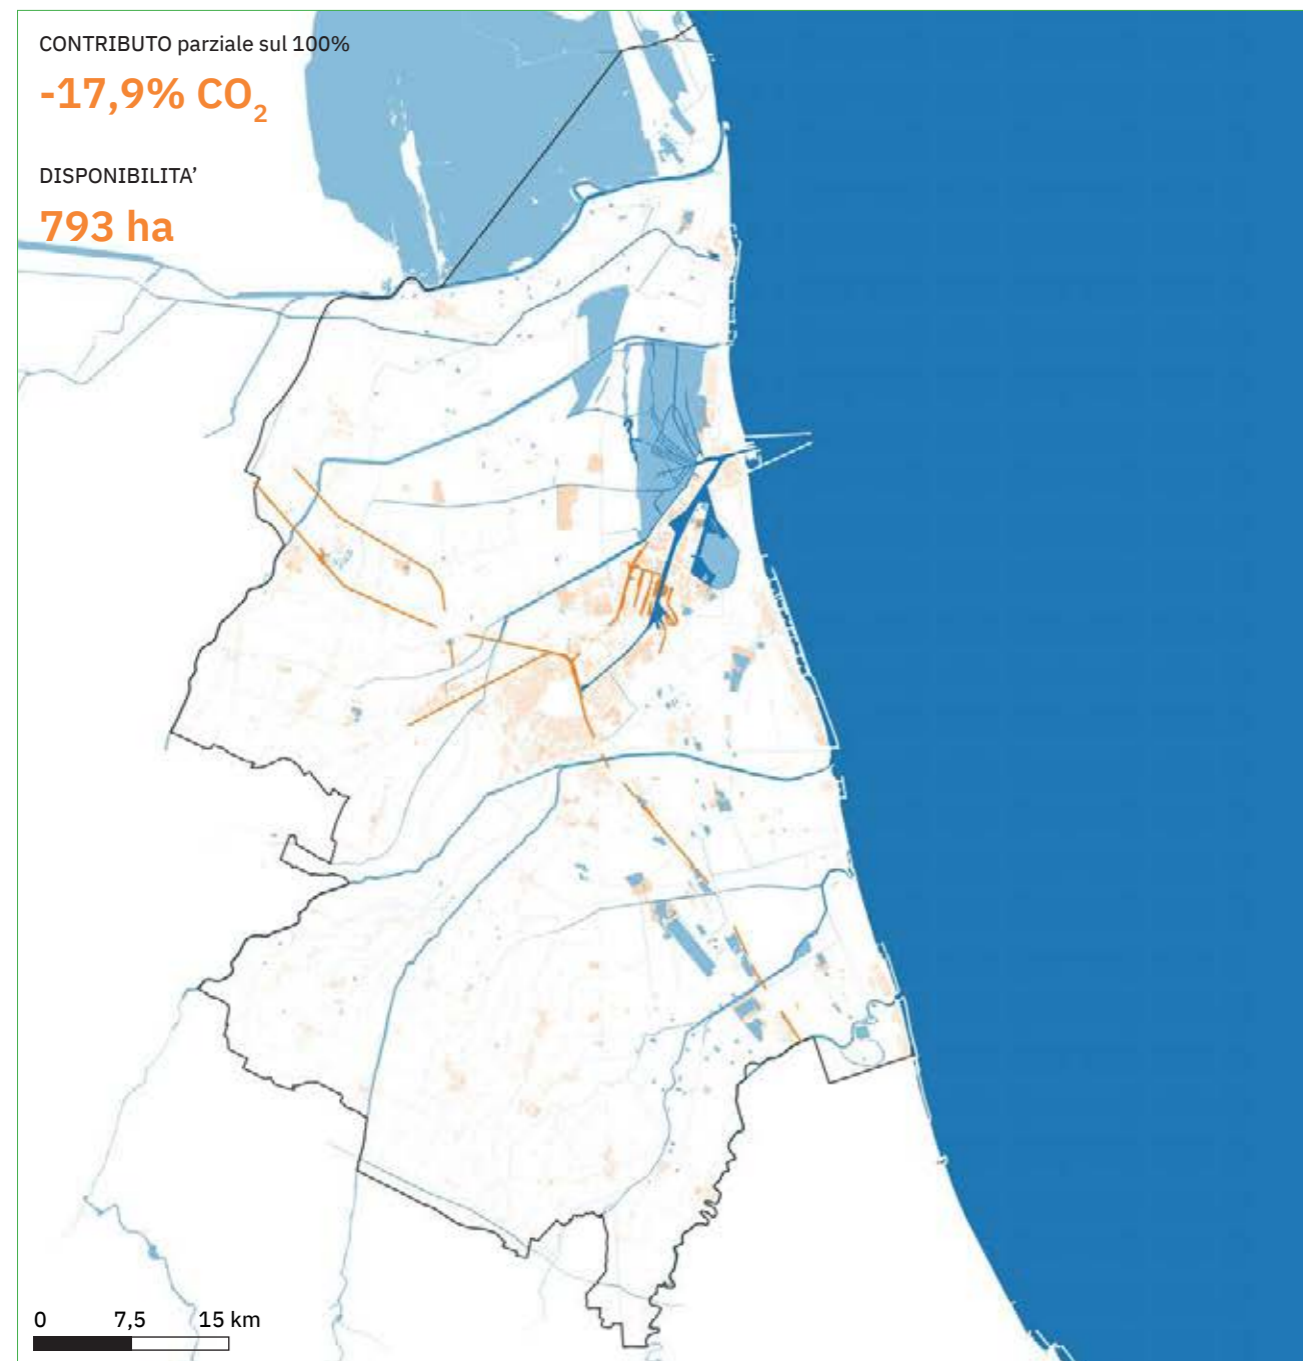 CONTRIBUTO parziale sul 100%
-17,9% CO2
DISPONIBILITA’
793 ha
0 7,5 15 km